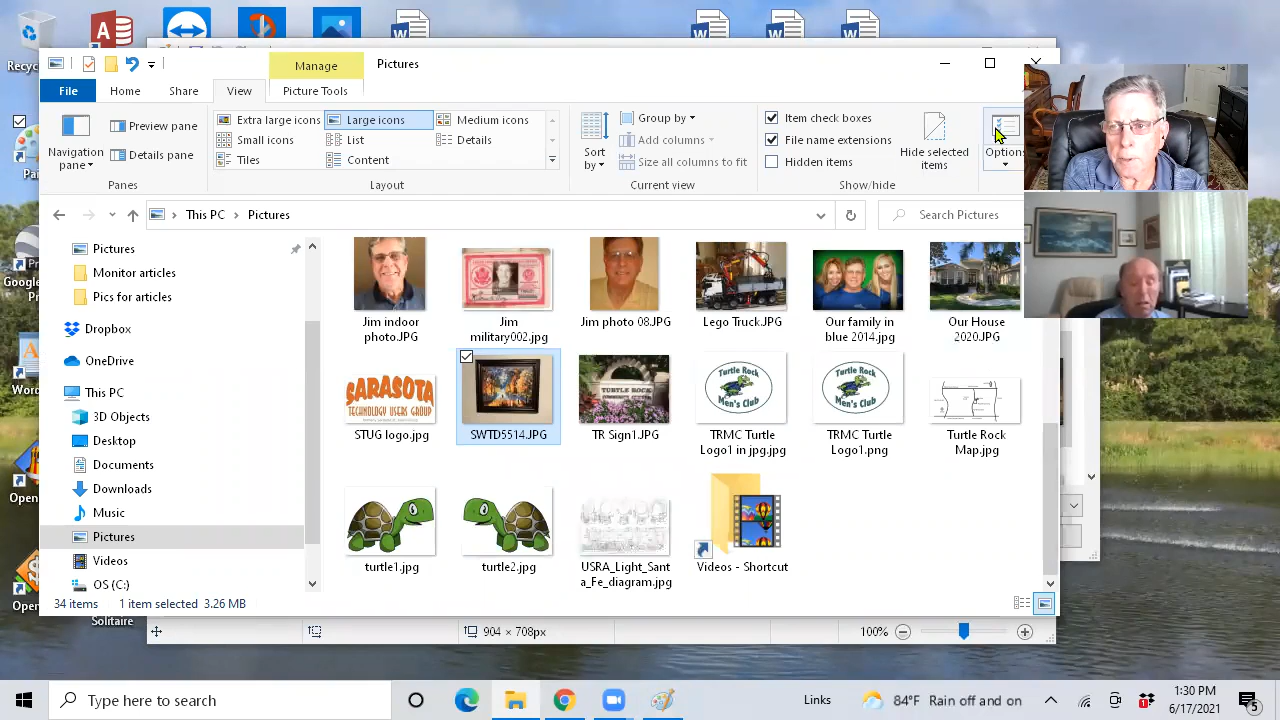 Manage
Pictures
File
Home
Share
View
Picture Tools
Navigation
pane
Preview pane
Details pane
Panes
Extra large icons
Large icons
Medium icons
Small icons
List
Details
Tiles
Content
Layout
Sort
by
Group by
Add columns
Size all columns to fit
Current view
Item check boxes
File name extensions
Hidden items
Hide selected
items
Show/hide
Options
This PC
Pictures
Search Pictures
Pictures
Monitor articles
Pics for articles
Dropbox
OneDrive
This PC
3D Objects
Desktop
Documents
Downloads
Music
Pictures
Videos
OS (C:)
Jim indoor
photo.JPG
Jim
military002.jpg
Jim photo 08.JPG
Lego Truck.JPG
Our family in
blue 2014.jpg
Our House
2020.JPG
SARASOTA
TECHNOLOGY USERS GROUP
STUG logo.jpg
SWTD5514.JPG
TURTLE ROCK
TR Sign1.JPG
Turtle Rock
Men's Club
TRMC Turtle
Logo1 in jpg.jpg
Turtle Rock
Men's Club
TRMC Turtle
Logo1.png
Turtle Rock
Map.jpg
turtle1.jpg
turtle2.jpg
USRA_Light_Sant
a_Fe_diagram.jpg
Videos - Shortcut
34 items
1 item selected 3.26 MB
Solitaire
904 × 708px
100%
Type here to search
Links
84°F Rain off and on
1:30 PM
6/17/2021
1
5